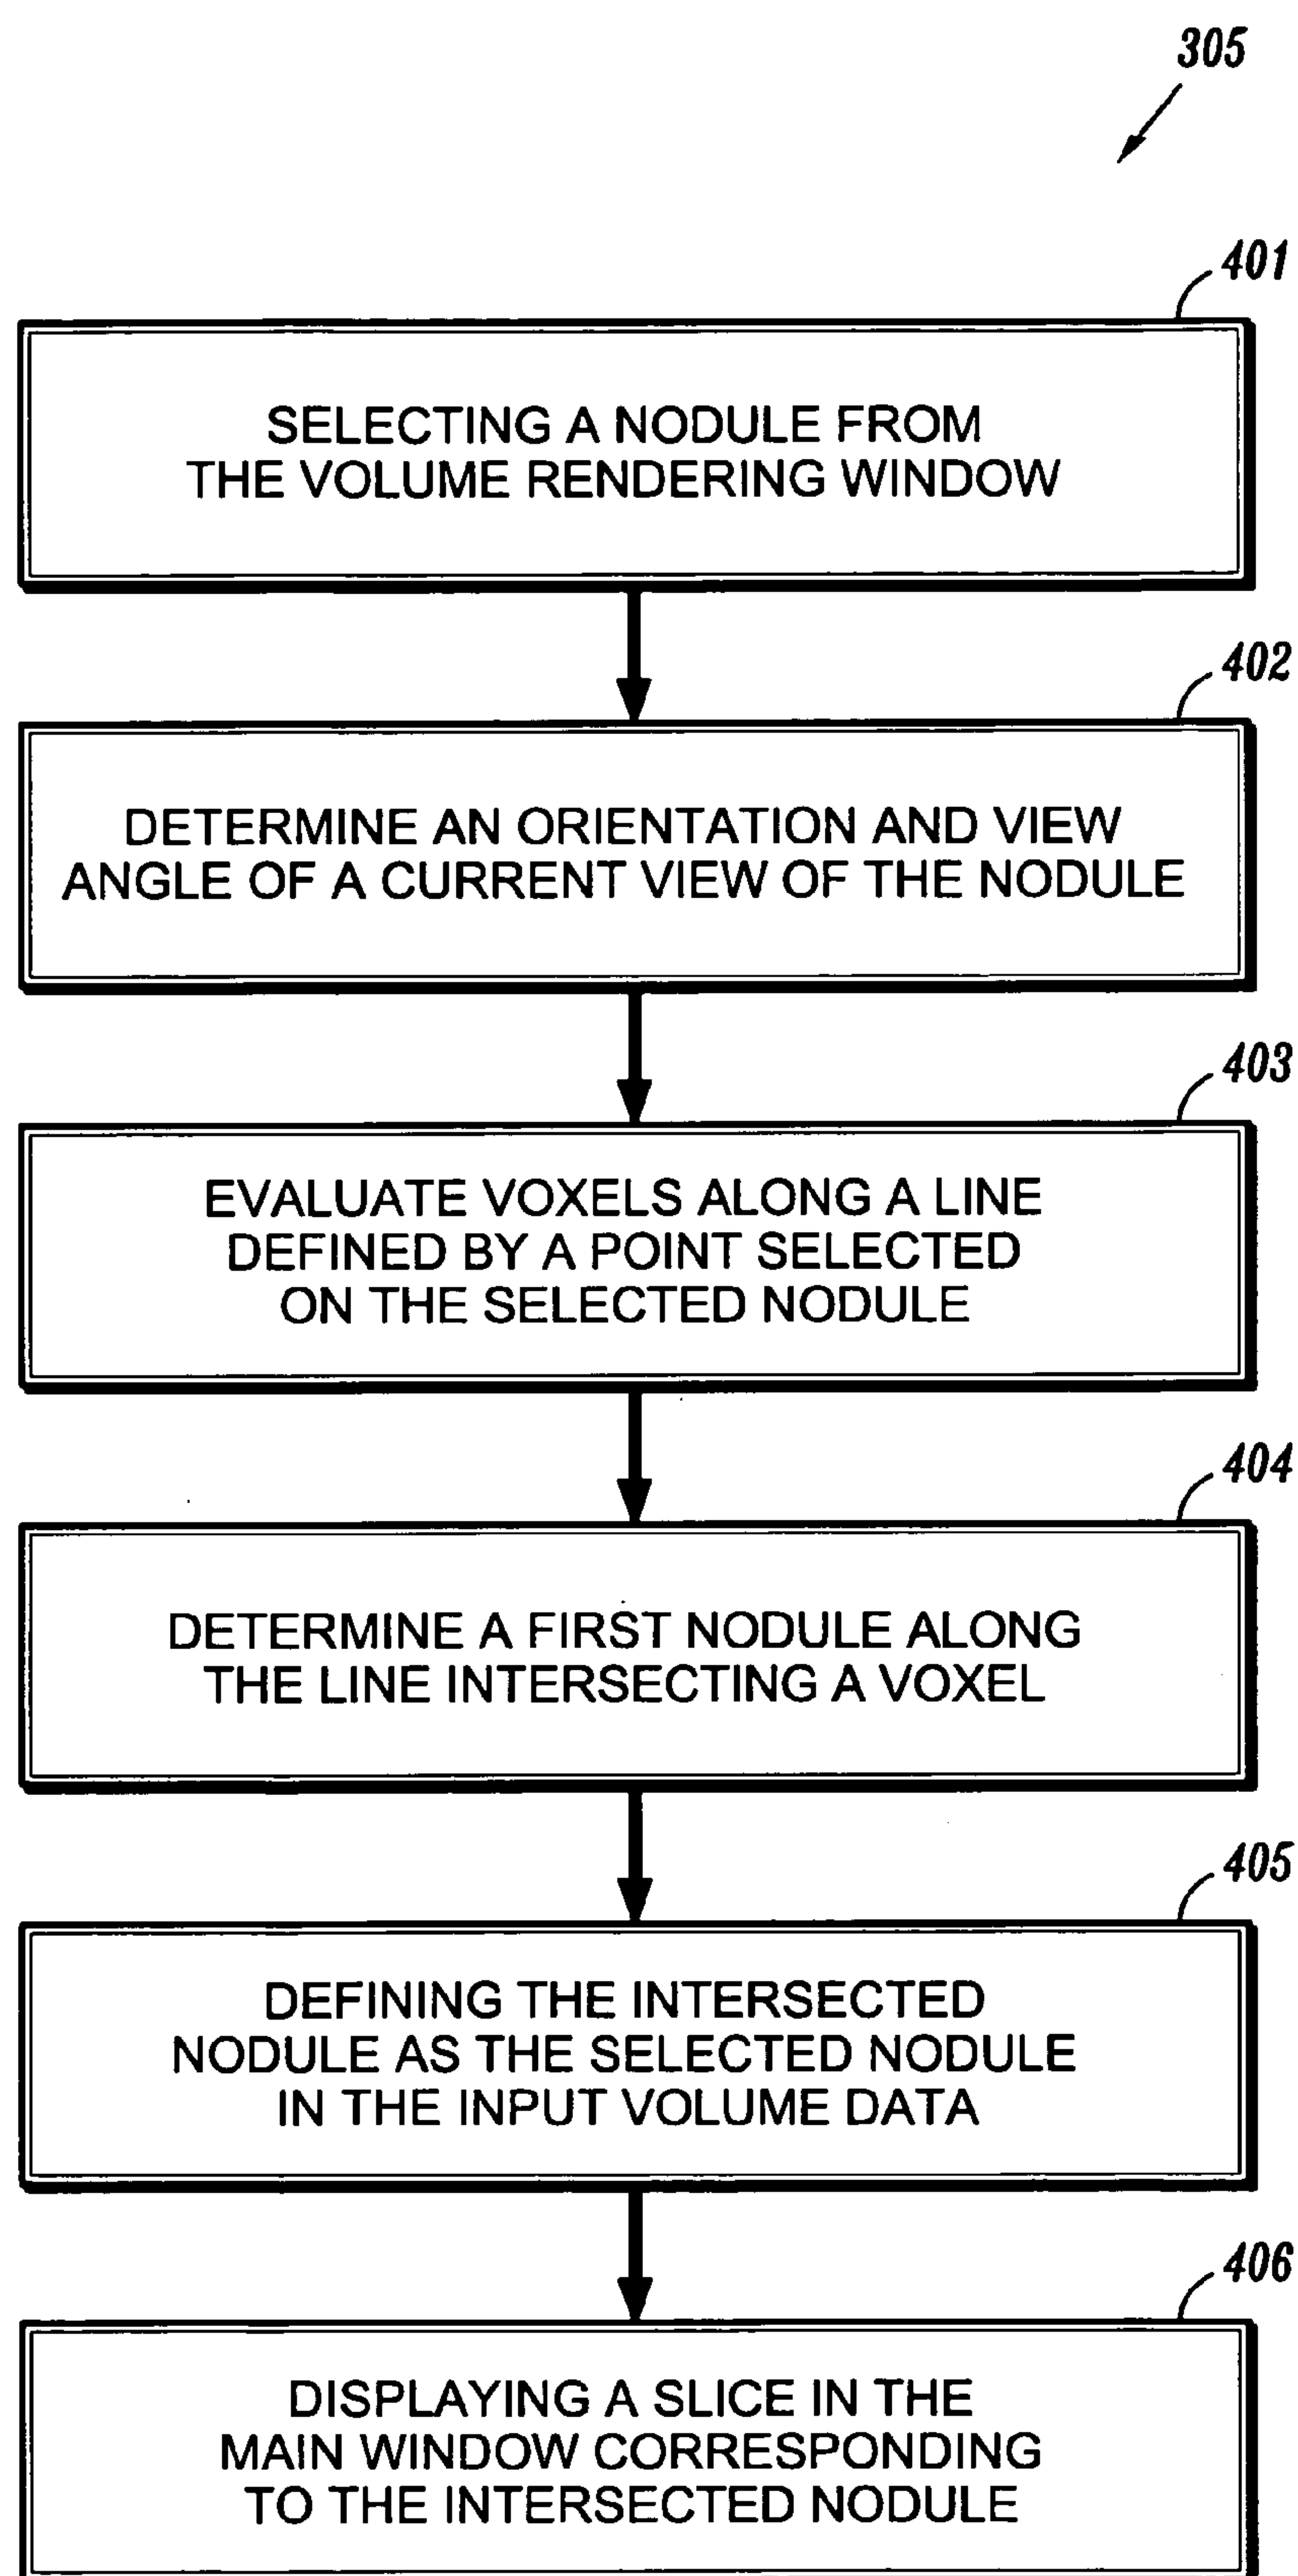 305
401
SELECTING A NODULE FROM
THE VOLUME RENDERING WINDOW
402
DETERMINE AN ORIENTATION AND VIEW
ANGLE OF A CURRENT VIEW OF THE NODULE
403
EVALUATE VOXELS ALONG A LINE
DEFINED BY A POINT SELECTED
ON THE SELECTED NODULE
404
DETERMINE A FIRST NODULE ALONG
THE LINE INTERSECTING A VOXEL
405
DEFINING THE INTERSECTED
NODULE AS THE SELECTED NODULE
IN THE INPUT VOLUME DATA
406
DISPLAYING A SLICE IN THE
MAIN WINDOW CORRESPONDING
TO THE INTERSECTED NODULE